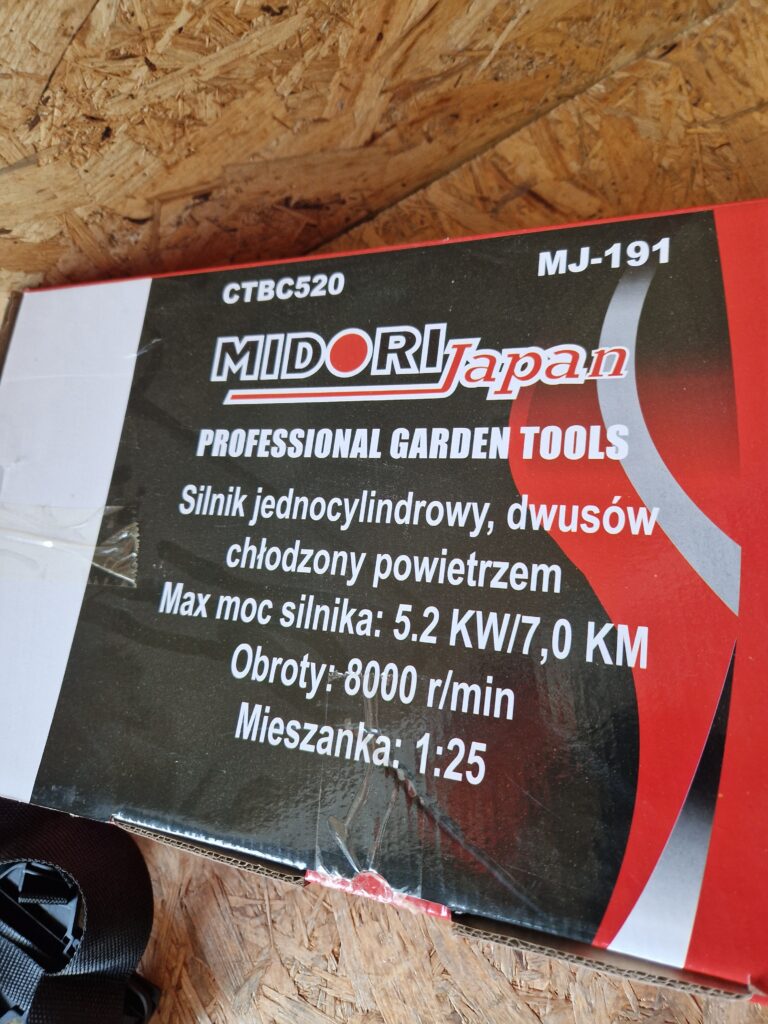 CTBC520
MJ-191
MIDORI Japan
PROFESSIONAL GARDEN TOOLS
Silnik jednocylindrowy, dwusów
chłodzony powietrzem
Max moc silnika: 5.2 KW/7,0 KM
Obroty: 8000 r/min
Mieszanka: 1:25